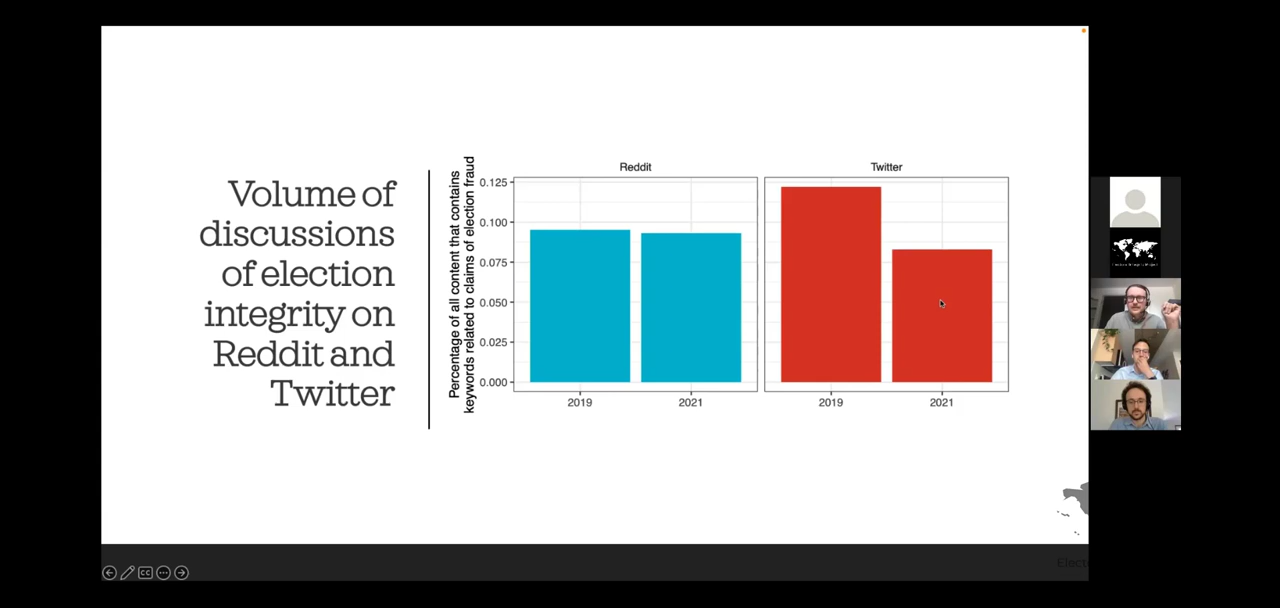 Volume of
discussions
of election
integrity on
Reddit and
Twitter
Percentage of all content that contains
keywords related to claims of election fraud
Reddit
Twitter
0.125
0.100
0.075
0.050
0.025
0.000
2019
2021
2019
2021
CC